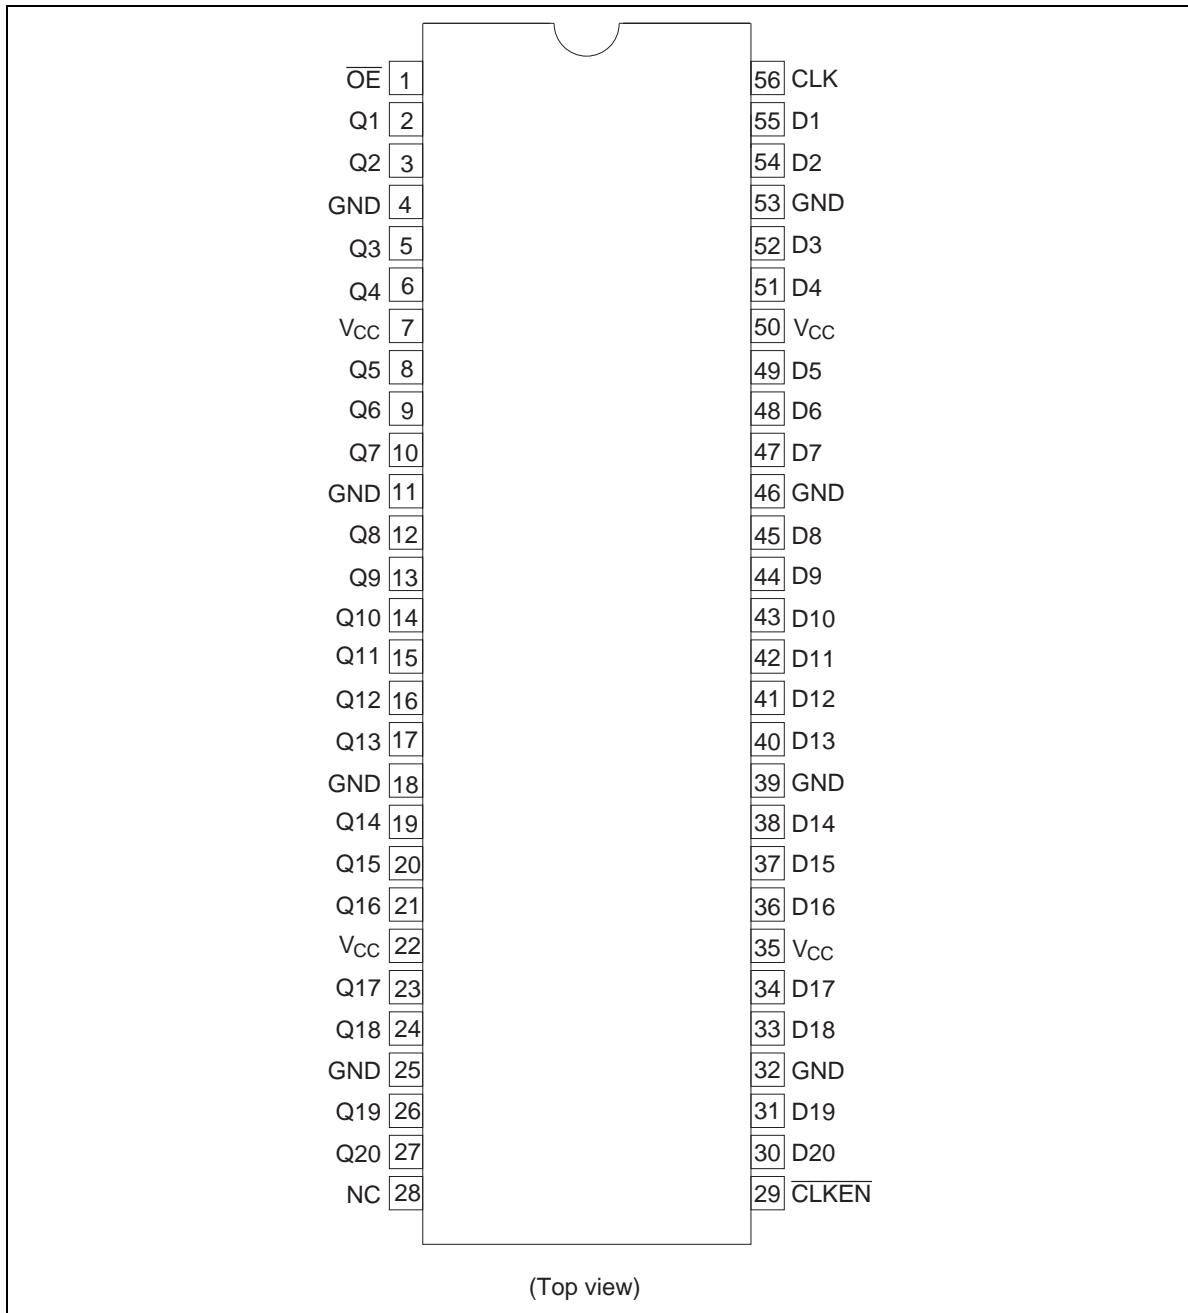 O̅E̅ 1 56 CLK
Q1 2 55 D1
Q2 3 54 D2
GND 4 53 GND
Q3 5 52 D3
Q4 6 51 D4
VCC 7 50 VCC
Q5 8 49 D5
Q6 9 48 D6
Q7 10 47 D7
GND 11 46 GND
Q8 12 45 D8
Q9 13 44 D9
Q10 14 43 D10
Q11 15 42 D11
Q12 16 41 D12
Q13 17 40 D13
GND 18 39 GND
Q14 19 38 D14
Q15 20 37 D15
Q16 21 36 D16
VCC 22 35 VCC
Q17 23 34 D17
Q18 24 33 D18
GND 25 32 GND
Q19 26 31 D19
Q20 27 30 D20
NC 28 29 C̅L̅K̅E̅N̅
(Top view)